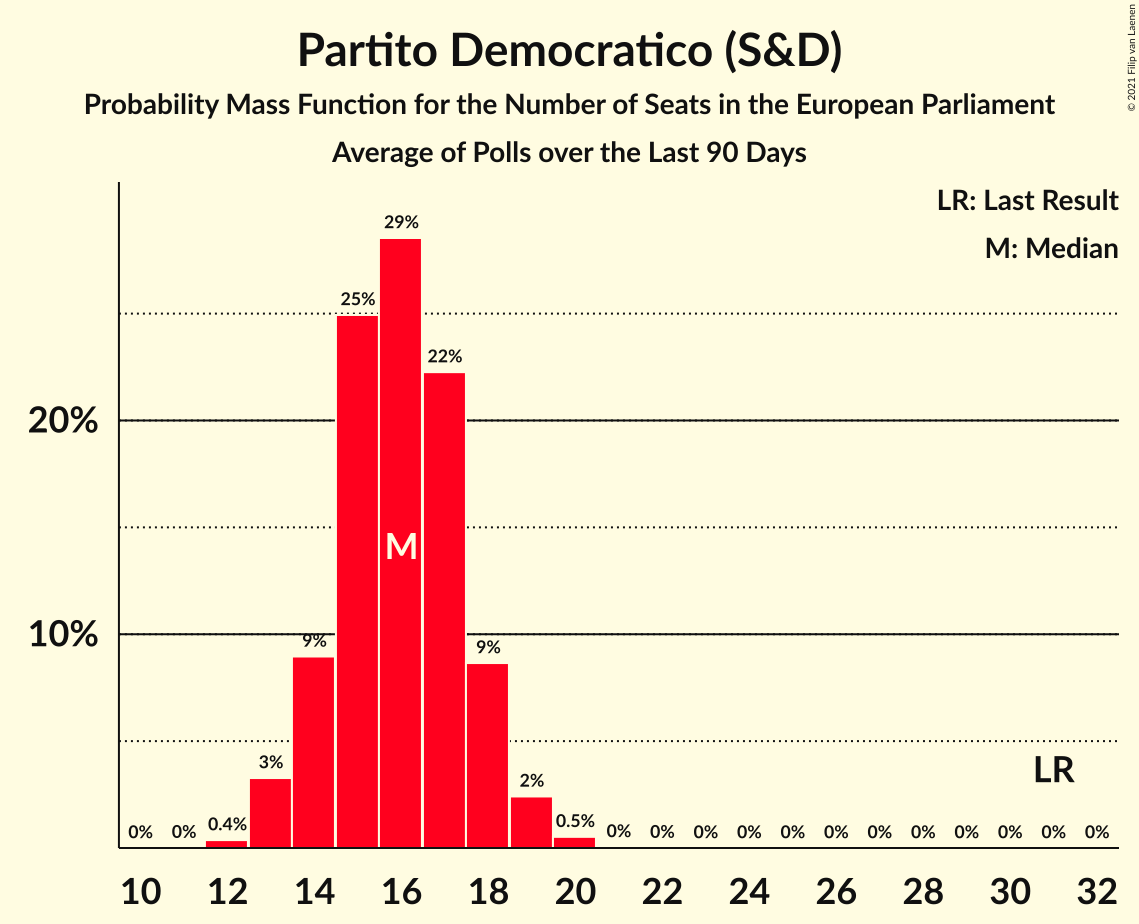 Partito Democratico (S&D)
Probability Mass Function for the Number of Seats in the European Parliament
Average of Polls over the Last 90 Days
© 2021 Filip van Laenen
LR: Last Result
M: Median
29%
25%
22%
20%
M
10%
9%
9%
3%
2%
LR
0%
0%
0.4%
0.5%
0%
0%
0%
0%
0%
0%
0%
0%
0%
0%
0%
0%
10 12 14 16 18 20 22 24 26 28 30 32